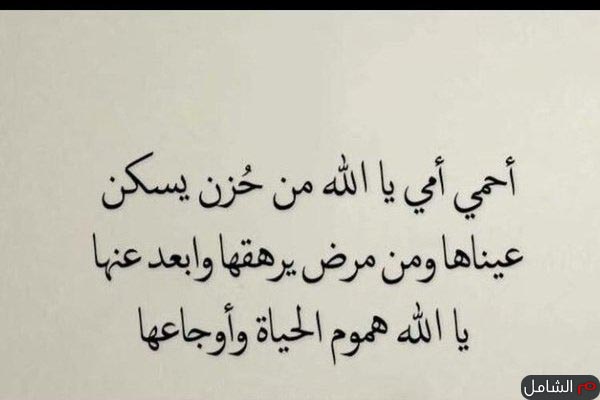 أحمي أمي يا الله من حُزن يسكن
عيناها ومن مرض يرهقها وابعد عنها
يا الله هموم الحياة وأوجاعها
الشامل